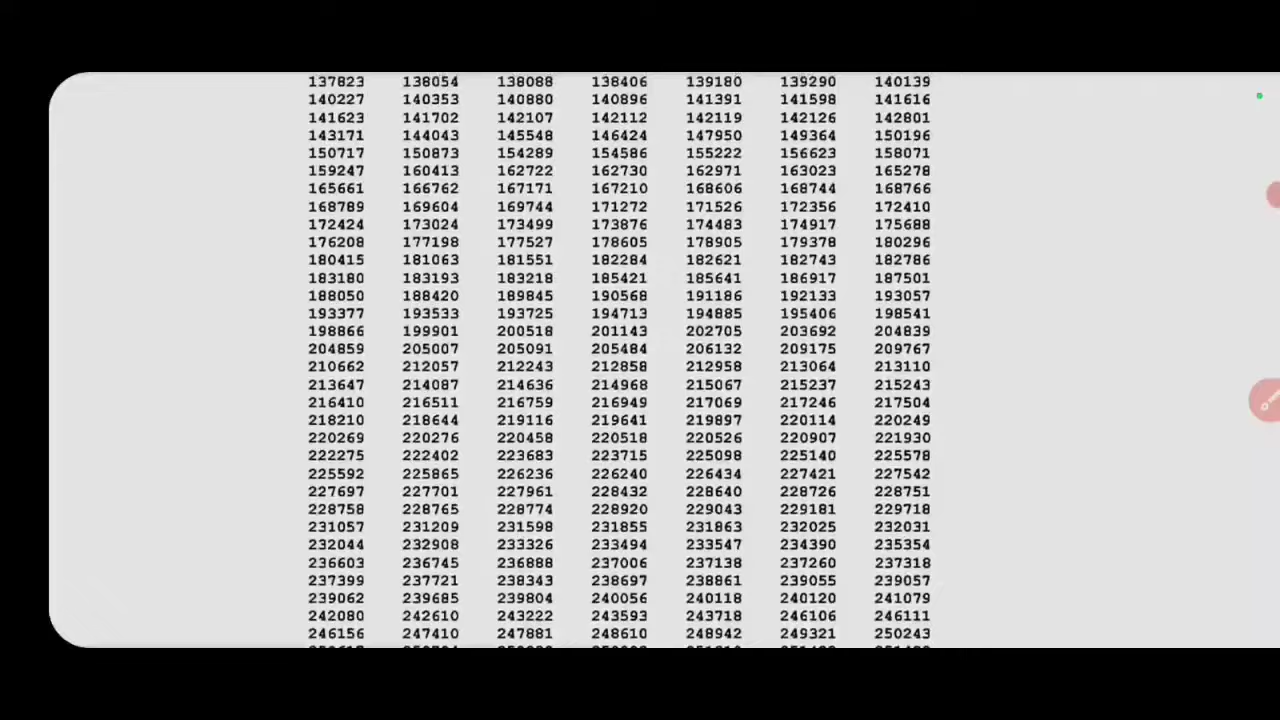 137823 138054 138088 138406 139180 139290 140139
140227 140353 140880 140896 141391 141598 141616
141623 141702 142107 142112 142119 142126 142801
143171 144043 145548 146424 147950 149364 150196
150717 150873 154289 154586 155222 156623 158071
159247 160413 162722 162730 162971 163023 165278
165661 166762 167171 167210 168606 168744 168766
168789 169604 169744 171272 171526 172356 172410
172424 173024 173499 173876 174483 174917 175688
176208 177198 177527 178605 178905 179378 180296
180415 181063 181551 182284 182621 182743 182786
183180 183193 183218 185421 185641 186917 187501
188050 188420 189845 190568 191186 192133 193057
193377 193533 193725 194713 194885 195406 198541
198866 199901 200518 201143 202705 203692 204839
204859 205007 205091 205484 206132 209175 209767
210662 212057 212243 212858 212958 213064 213110
213647 214087 214636 214968 215067 215237 215243
216410 216511 216759 216949 217069 217246 217504
218210 218644 219116 219641 219897 220114 220249
220269 220276 220458 220518 220526 220907 221930
222275 222402 223683 223715 225098 225140 225578
225592 225865 226236 226240 226434 227421 227542
227697 227701 227961 228432 228640 228726 228751
228758 228765 228774 228920 229043 229181 229718
231057 231209 231598 231855 231863 232025 232031
232044 232908 233326 233494 233547 234390 235354
236603 236745 236888 237006 237138 237260 237318
237399 237721 238343 238697 238861 239055 239057
239062 239685 239804 240056 240118 240120 241079
242080 242610 243222 243593 243718 246106 246111
246156 247410 247881 248610 248942 249321 250243